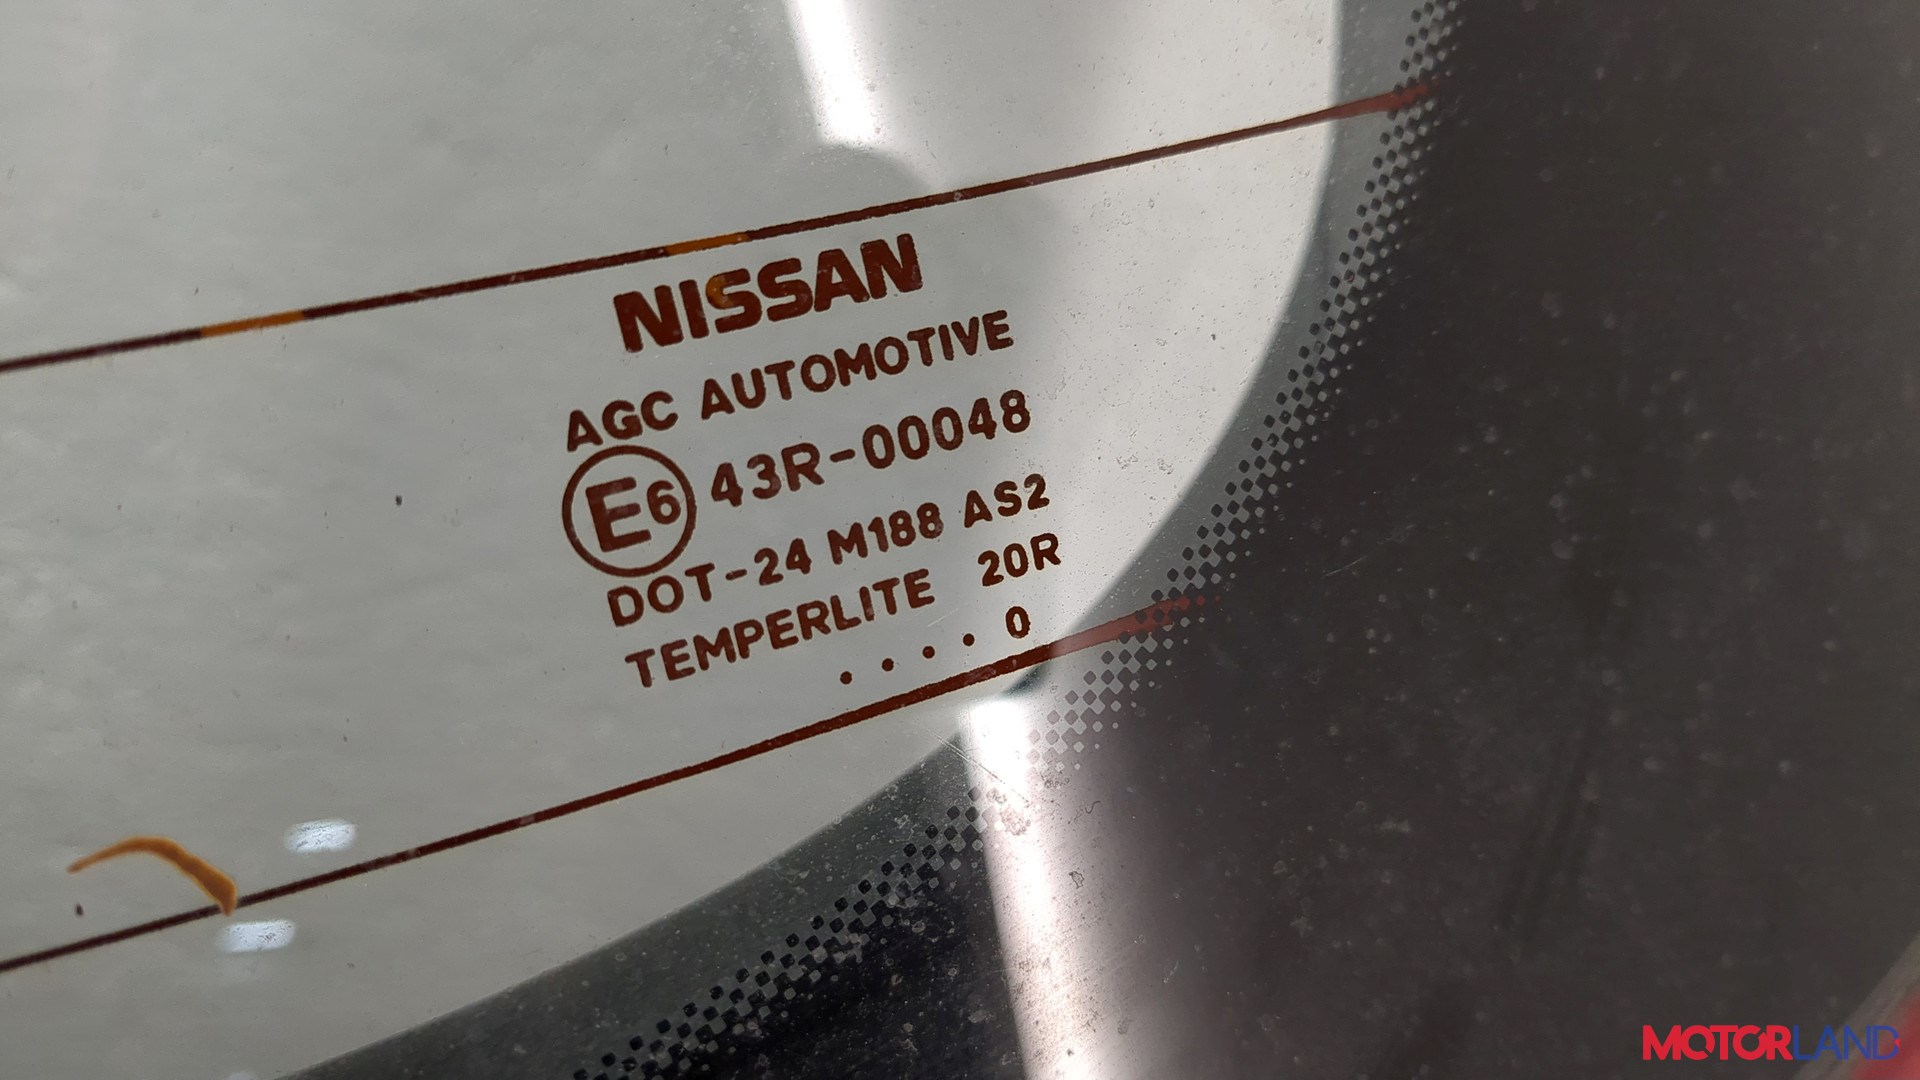 NISSAN
AGC AUTOMOTIVE
E6 43R-00048
DOT-24 M188 AS2
TEMPERLITE 20R
. . . . 0
MOTORLAND